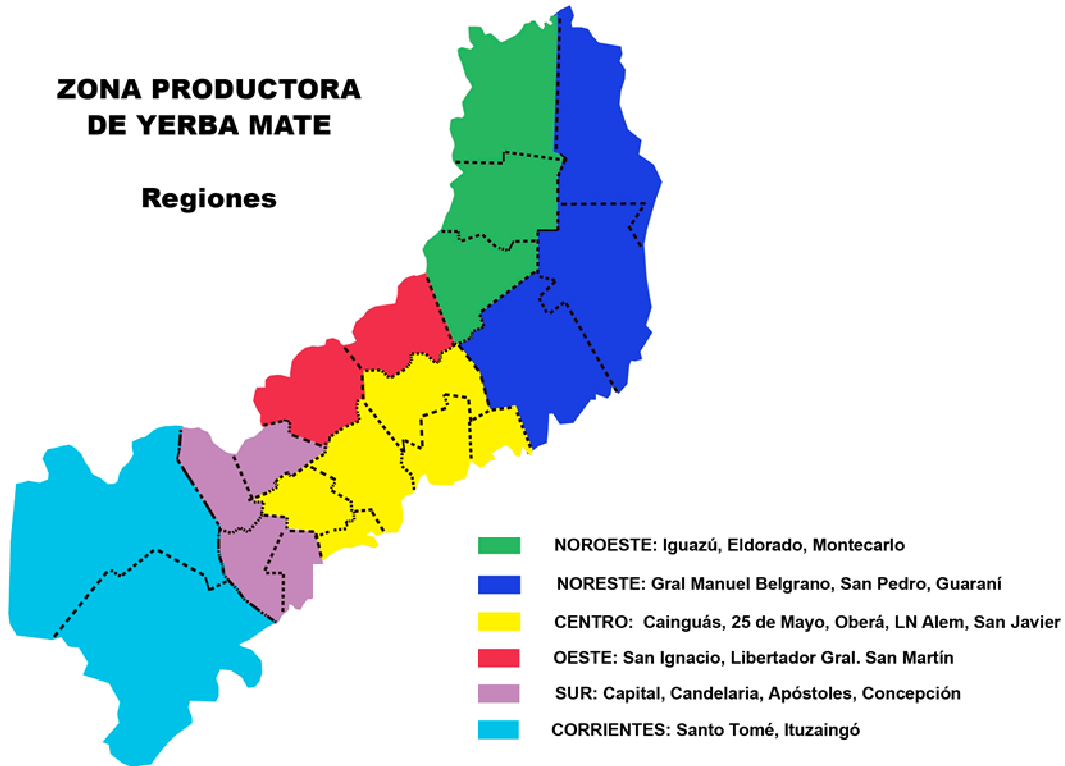 ZONA PRODUCTORA
DE YERBA MATE
Regiones
NOROESTE: Iguazú, Eldorado, Montecarlo
NORESTE: Gral Manuel Belgrano, San Pedro, Guaraní
CENTRO: Cainguás, 25 de Mayo, Oberá, LN Alem, San Javier
OESTE: San Ignacio, Libertador Gral. San Martín
SUR: Capital, Candelaria, Apóstoles, Concepción
CORRIENTES: Santo Tomé, Ituzaingó